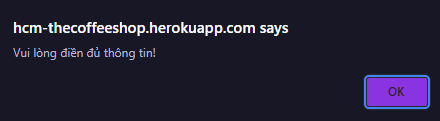 hcm-thecoffeeshop.herokuapp.com says
Vui lòng điền đủ thông tin!
OK